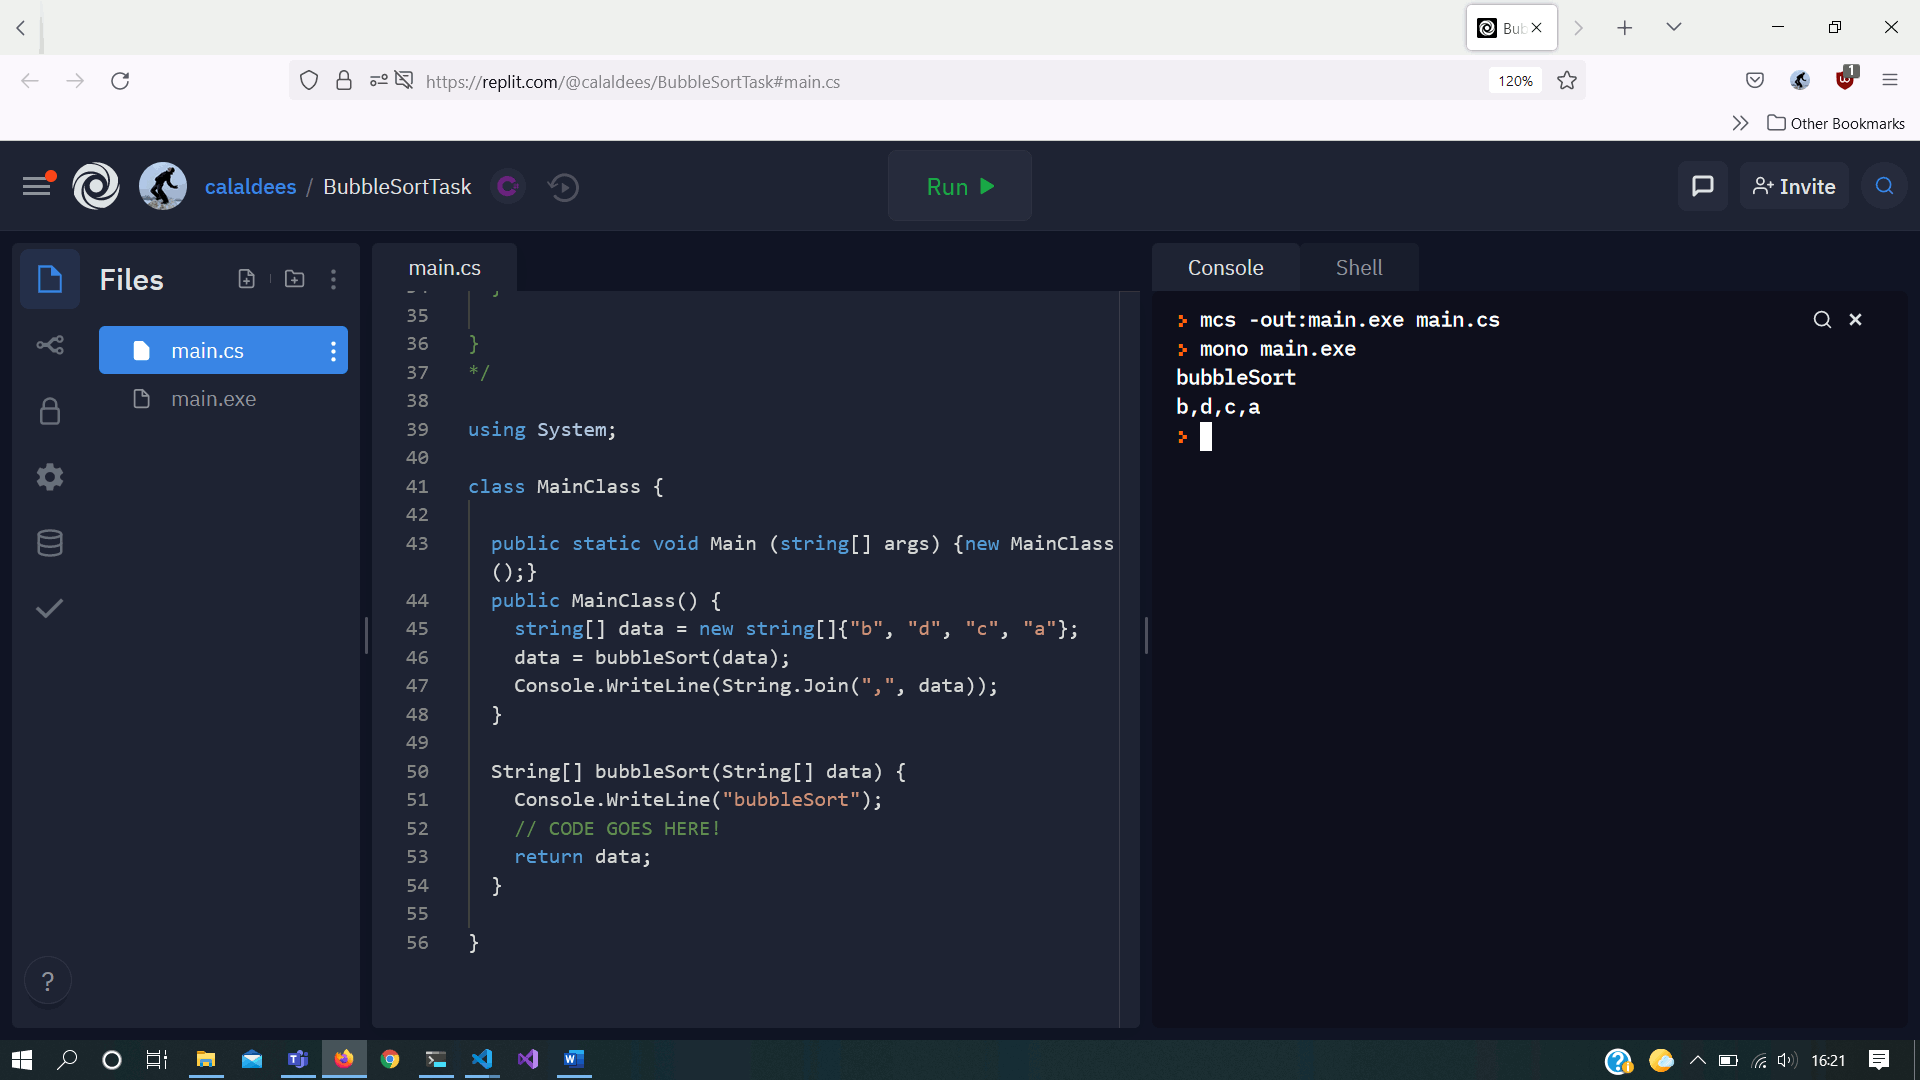 Bub
https://replit.com/@calaldees/BubbleSortTask#main.cs
120%
1
Other Bookmarks
calaldees / BubbleSortTask
Run
Invite
Files
main.cs
main.exe
main.cs
34 }
35
36 }
37 */
38
39 using System;
40
41 class MainClass {
42
43 public static void Main (string[] args) {new MainClass
();}
44 public MainClass() {
45 string[] data = new string[]{"b", "d", "c", "a"};
46 data = bubbleSort(data);
47 Console.WriteLine(String.Join(",", data));
48 }
49
50 String[] bubbleSort(String[] data) {
51 Console.WriteLine("bubbleSort");
52 // CODE GOES HERE!
53 return data;
54 }
55
56 }
Console Shell
> mcs -out:main.exe main.cs
> mono main.exe
bubbleSort
b,d,c,a
>
?
16:21